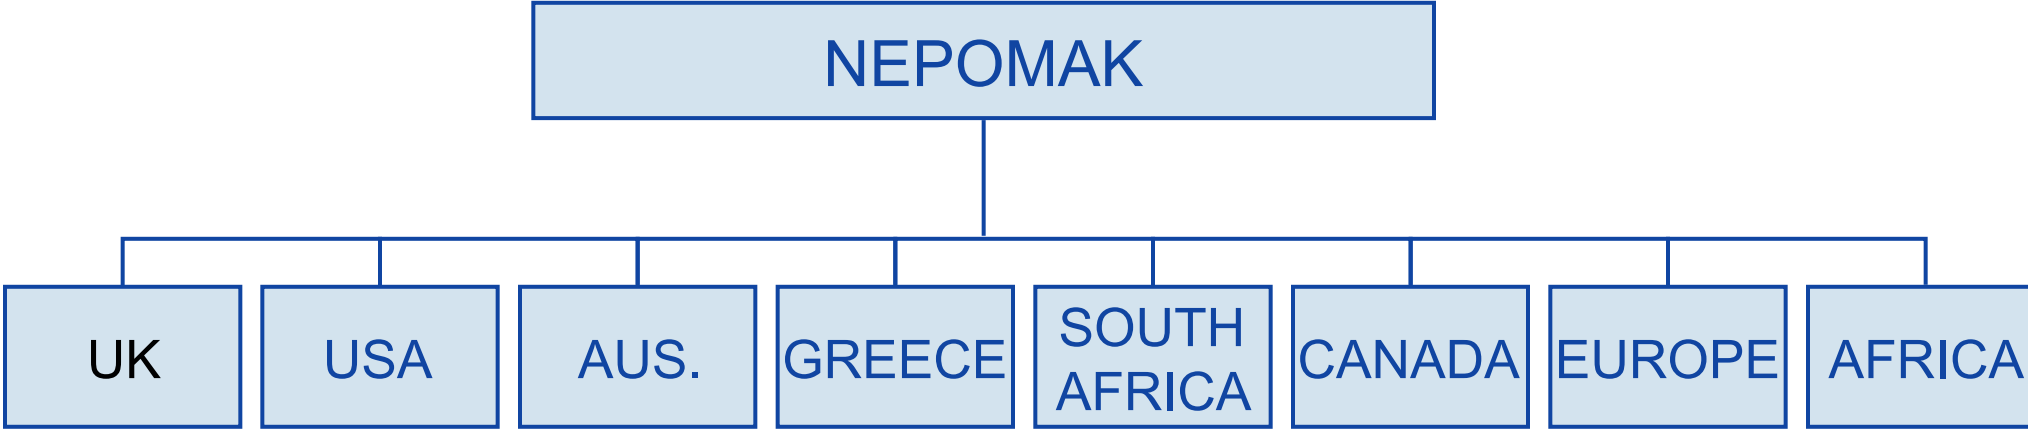 NEPOMAK
UK
USA
AUS.
GREECE
SOUTH
AFRICA
CANADA
EUROPE
AFRICA